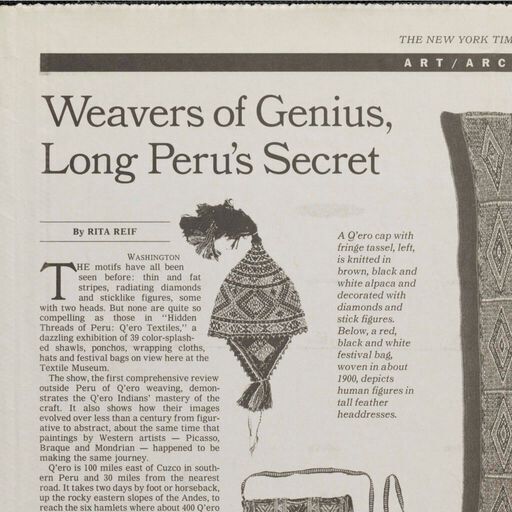 THE NEW YORK TIM
ART/ARC
Weavers of Genius,
Long Peru's Secret
By RITA REIF
WASHINGTON
THE motifs have all been
seen before: thin and fat
stripes, radiating diamonds
and sticklike figures, some
with two heads. But none are quite so
compelling as those in "Hidden
Threads of Peru: Q'ero Textiles," a
dazzling exhibition of 39 color-splash-
ed shawls, ponchos, wrapping cloths,
hats and festival bags on view here at the
Textile Museum.
The show, the first comprehensive review
outside Peru of Q'ero weaving, demon-
strates the Q'ero Indians' mastery of the
craft. It also shows how their images
evolved over less than a century from figur-
ative to abstract, about the same time that
paintings by Western artists — Picasso,
Braque and Mondrian — happened to be
making the same journey.
Q'ero is 100 miles east of Cuzco in south-
ern Peru and 30 miles from the nearest
road. It takes two days by foot or horseback,
up the rocky eastern slopes of the Andes, to
reach the six hamlets where about 400 Q'ero
A Q'ero cap with
fringe tassel, left,
is knitted in
brown, black and
white alpaca and
decorated with
diamonds and
stick figures.
Below, a red,
black and white
festival bag,
woven in about
1900, depicts
human figures in
tall feather
headdresses.